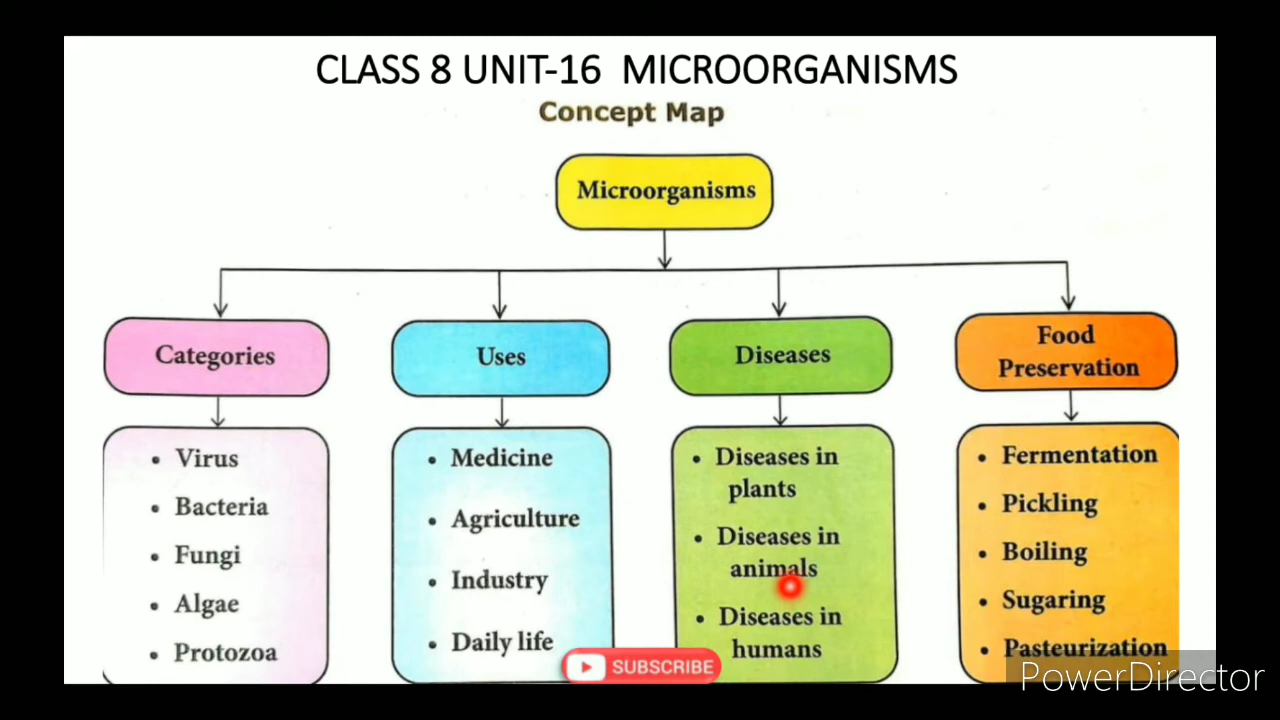 CLASS 8 UNIT-16 MICROORGANISMS
Concept Map
Microorganisms
Categories
• Virus
• Bacteria
• Fungi
• Algae
• Protozoa
Uses
• Medicine
• Agriculture
• Industry
• Daily life
Diseases
• Diseases in
plants
• Diseases in
animals
• Diseases in
humans
Food
Preservation
• Fermentation
• Pickling
• Boiling
• Sugaring
• Pasteurization
SUBSCRIBE
PowerDirector